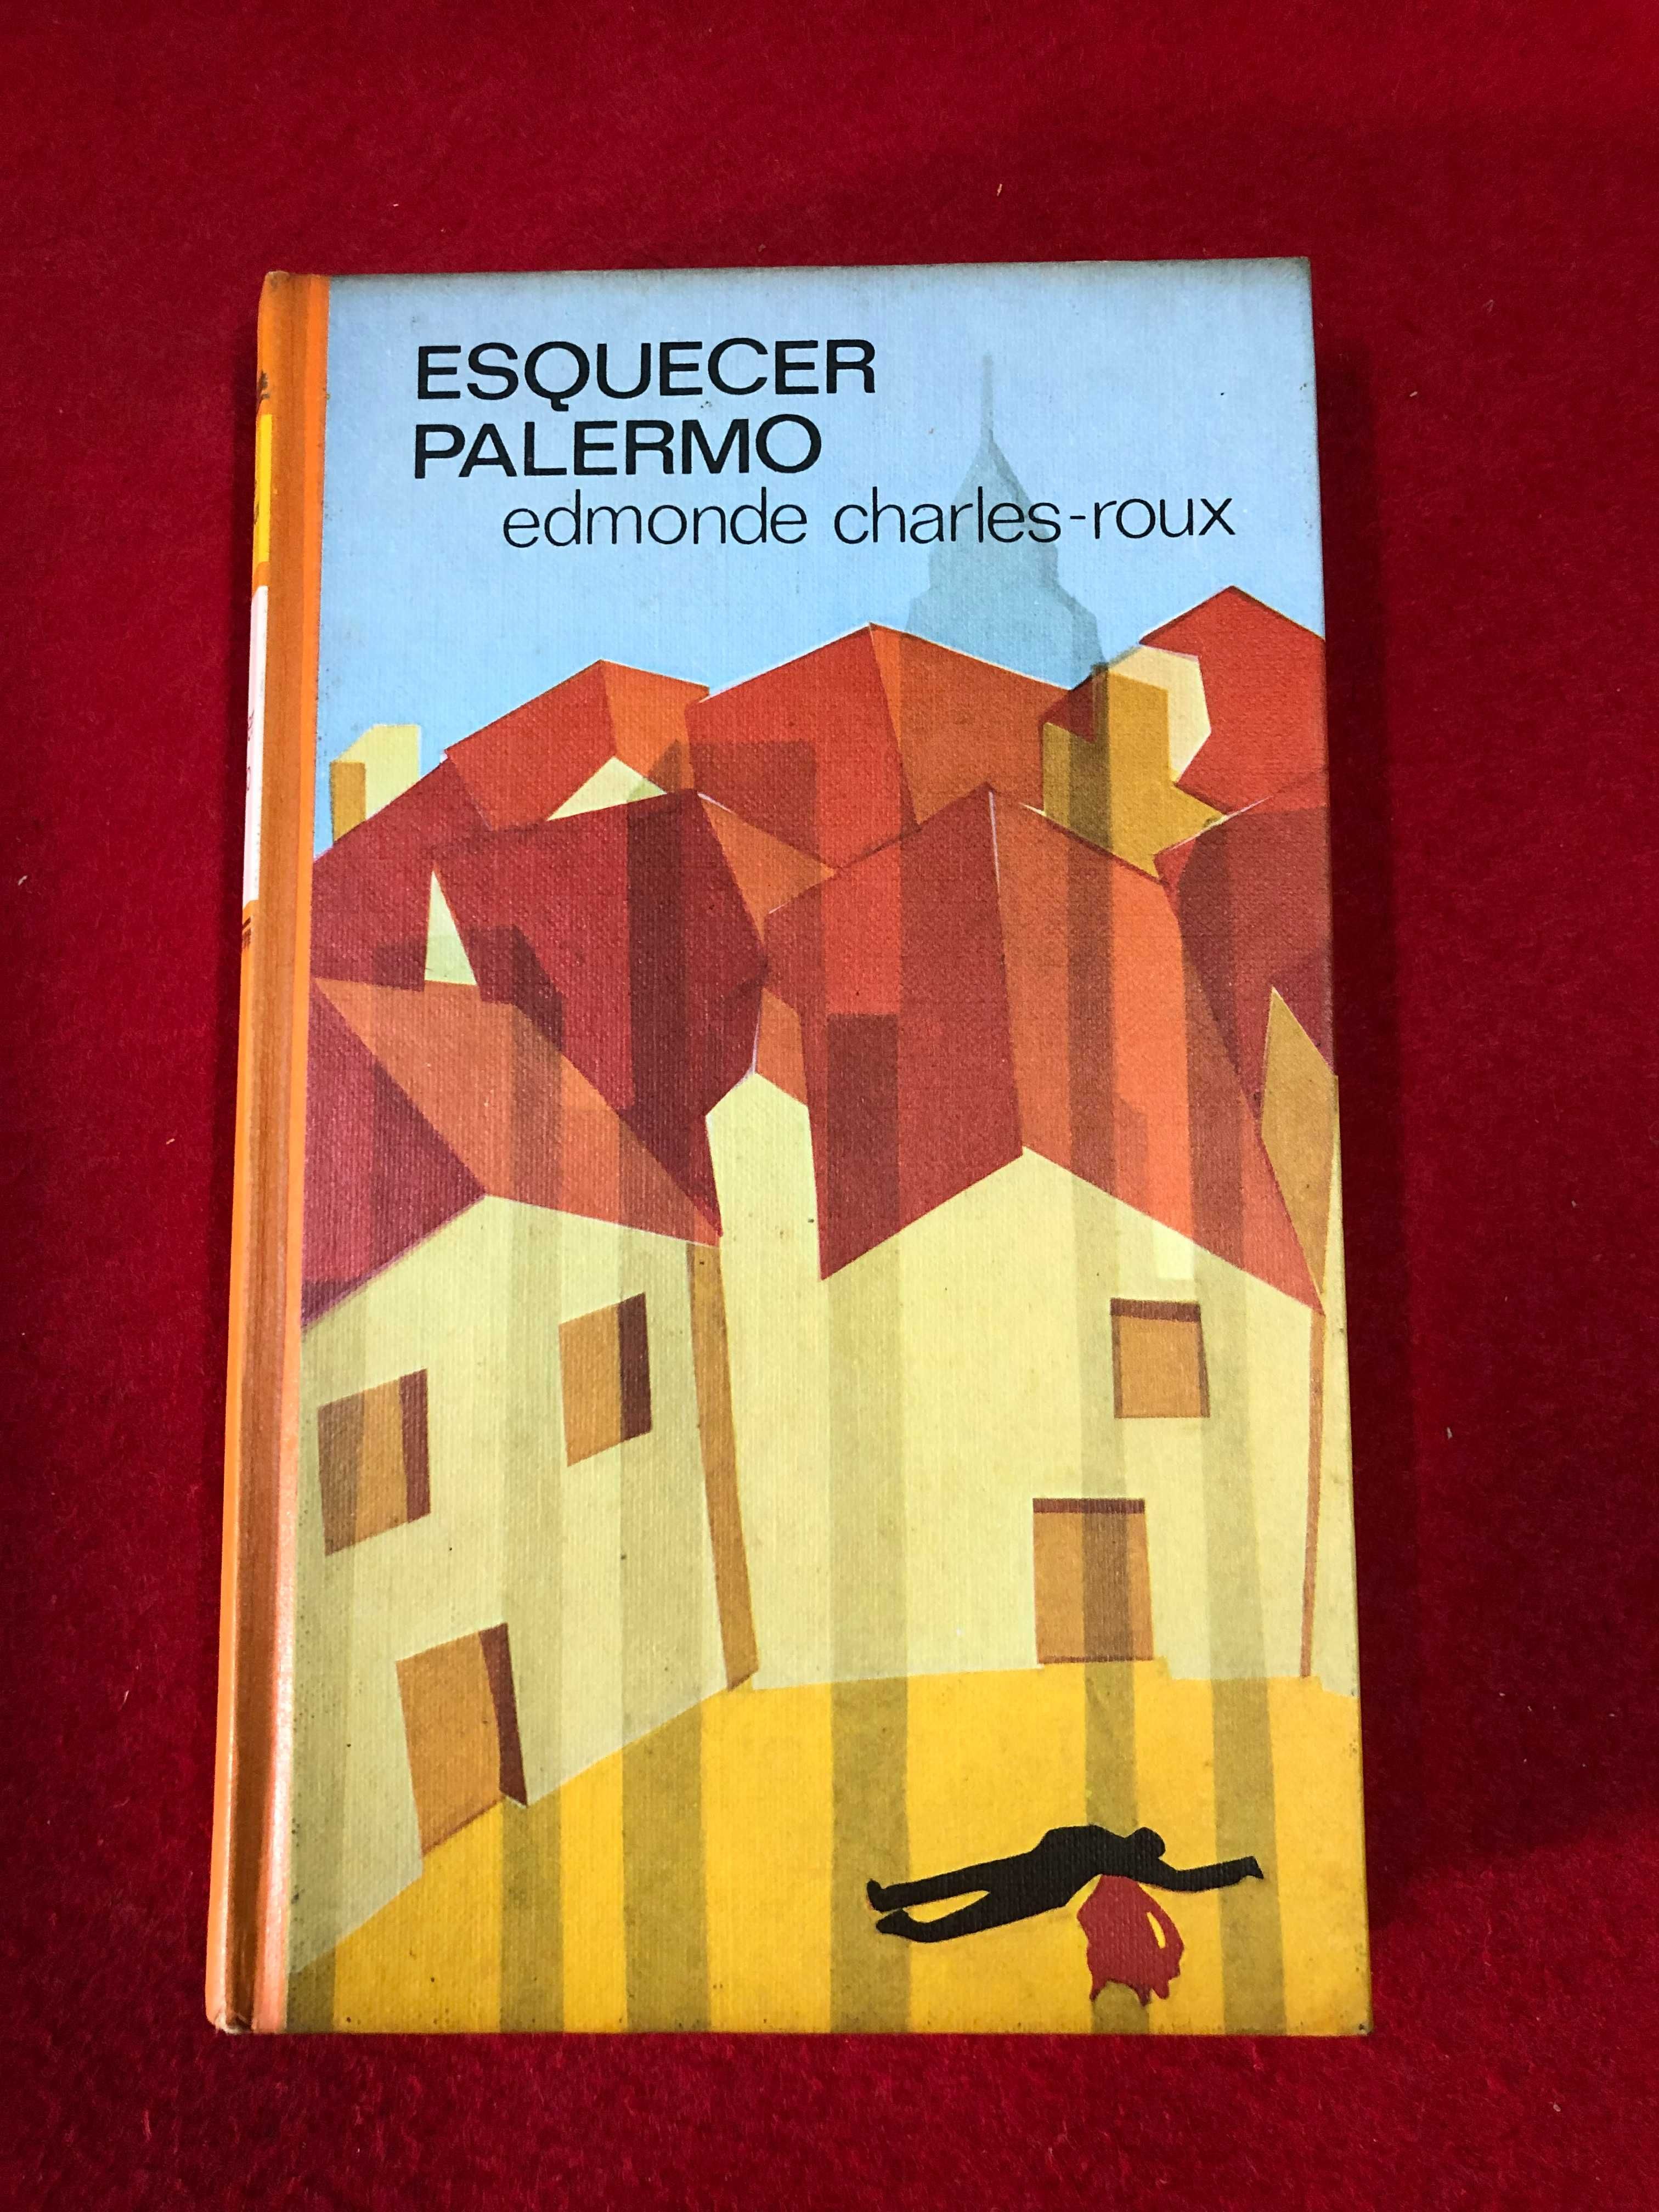 ESQUECER
PALERMO
edmonde charles-roux